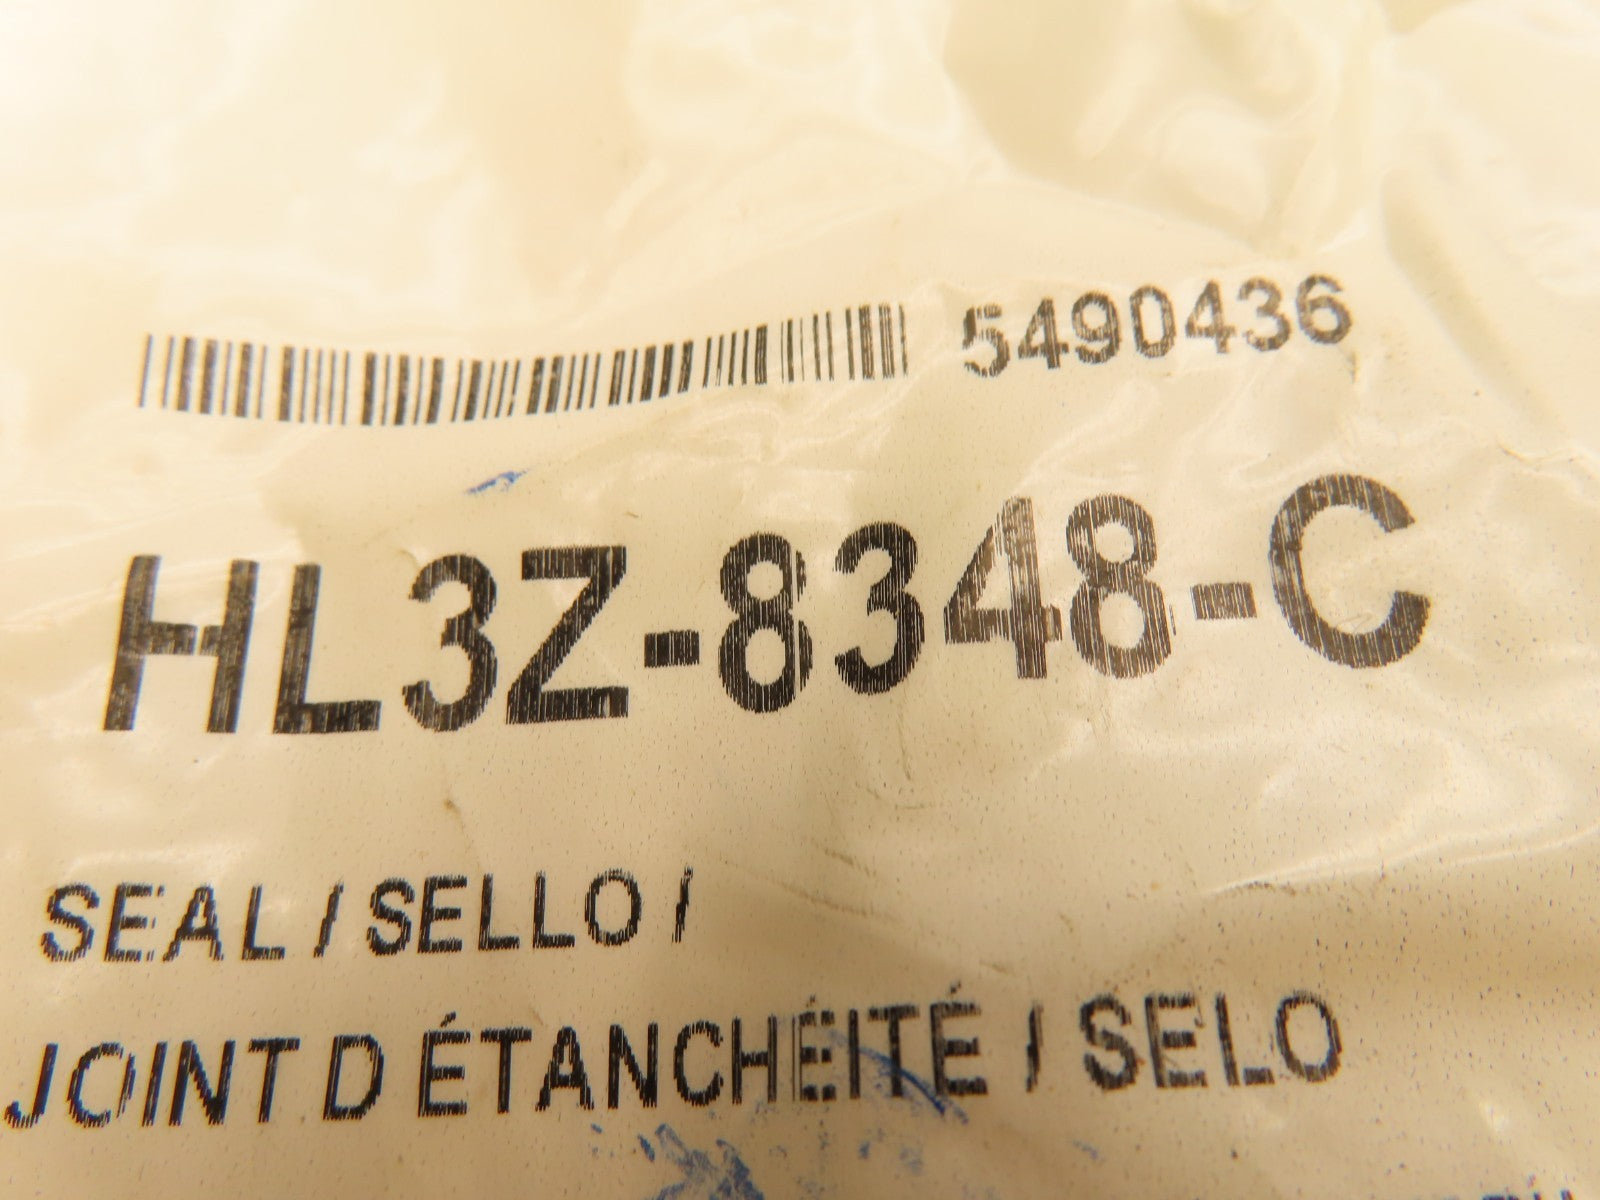 5490436
HL3Z-8348-C
SEAL / SELLO /
JOINT D ÉTANCHÉITÉ / SELO